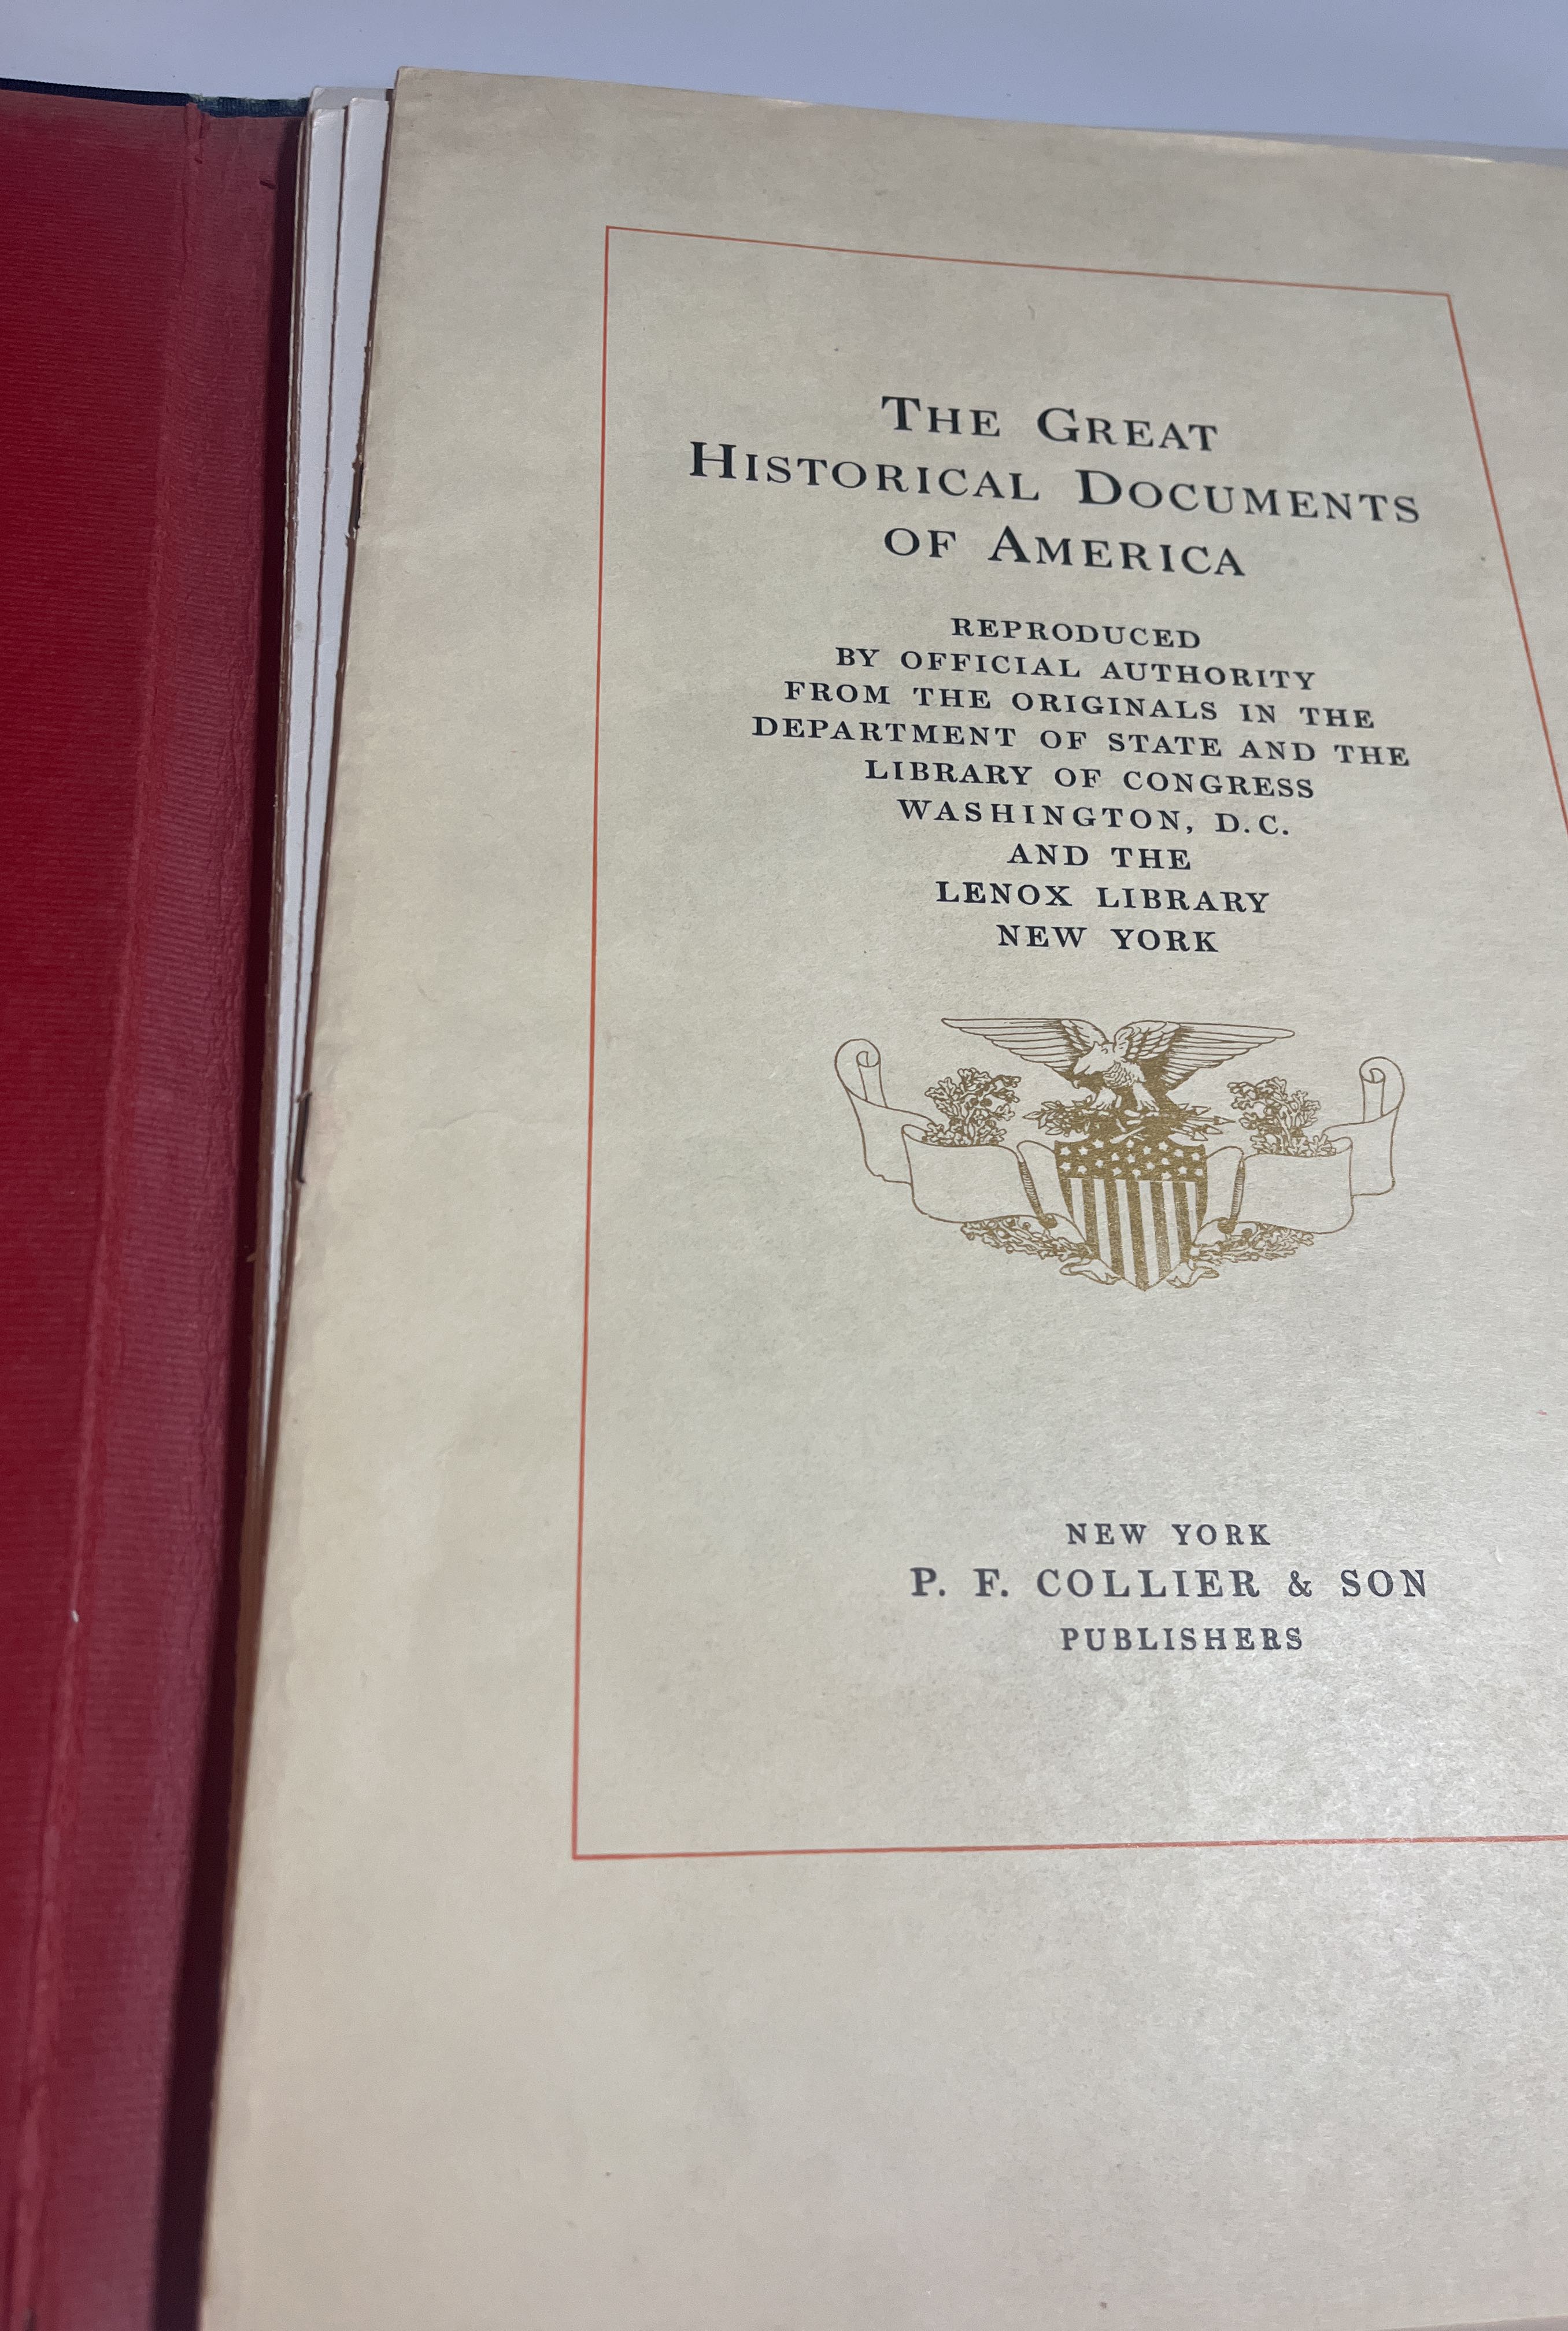 THE GREAT
HISTORICAL DOCUMENTS
OF AMERICA
REPRODUCED
BY OFFICIAL AUTHORITY
FROM THE ORIGINALS IN THE
DEPARTMENT OF STATE AND THE
LIBRARY OF CONGRESS
WASHINGTON, D.C.
AND THE
LENOX LIBRARY
NEW YORK
NEW YORK
P. F. COLLIER & SON
PUBLISHERS